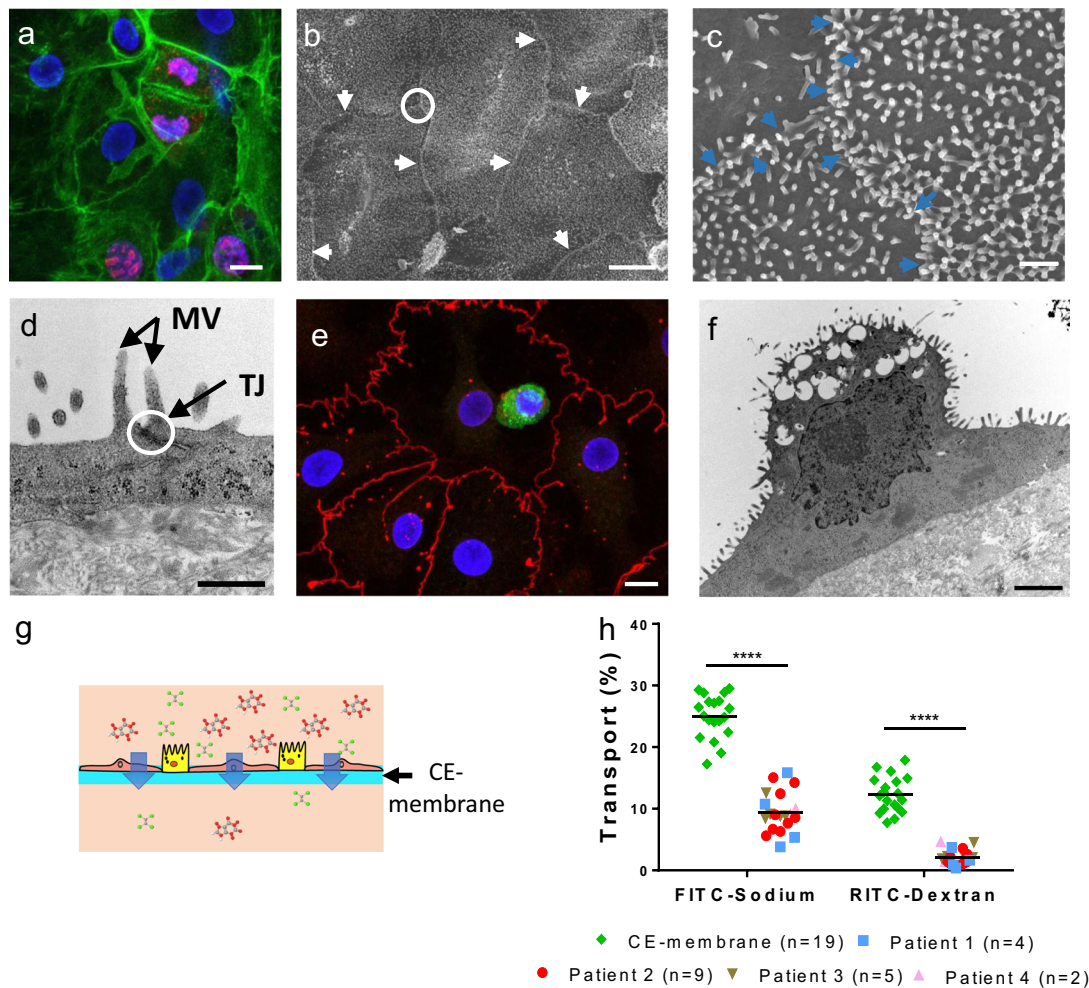 a
b
c
d
MV
TJ
e
f
g
CE-
membrane
h
Transport (%)
40
30
20
10
0
****
****
FITC-Sodium
RITC-Dextran
CE-membrane (n=19)
Patient 1 (n=4)
Patient 2 (n=9)
Patient 3 (n=5)
Patient 4 (n=2)